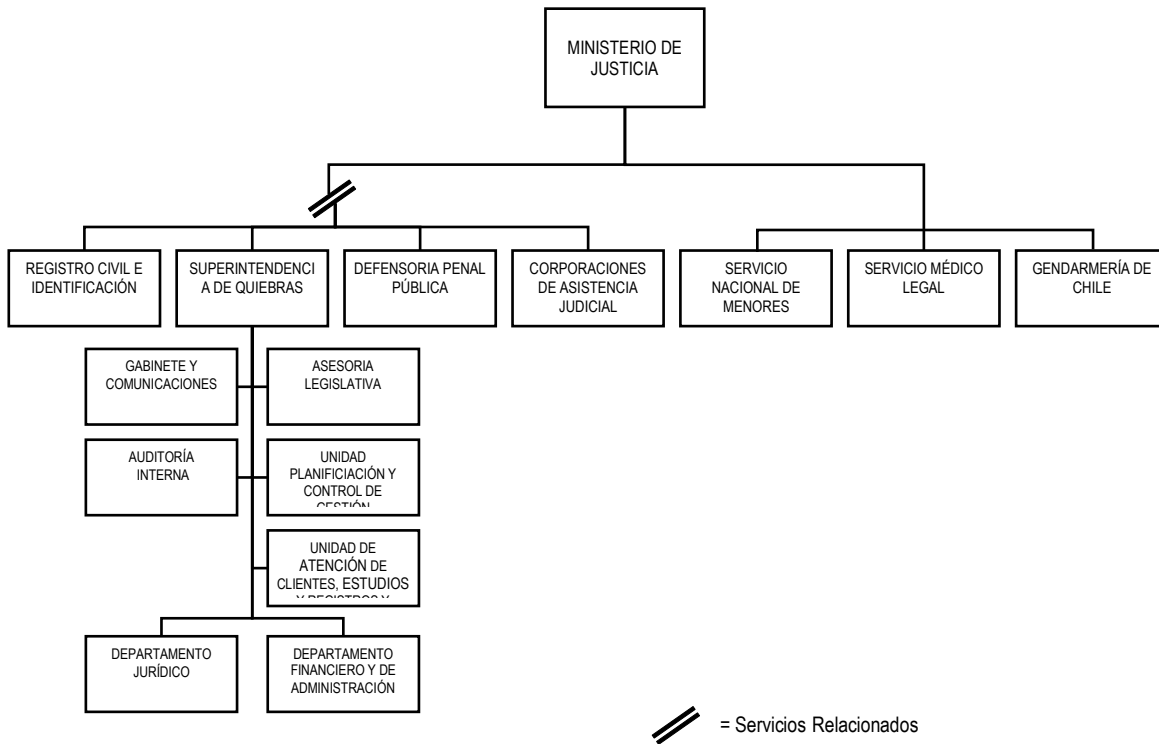 MINISTERIO DE
JUSTICIA
REGISTRO CIVIL E
IDENTIFICACIÓN
SUPERINTENDENCI
A DE QUIEBRAS
DEFENSORIA PENAL
PÚBLICA
CORPORACIONES
DE ASISTENCIA
JUDICIAL
SERVICIO
NACIONAL DE
MENORES
SERVICIO MÉDICO
LEGAL
GENDARMERÍA DE
CHILE
GABINETE Y
COMUNICACIONES
ASESORIA
LEGISLATIVA
AUDITORÍA
INTERNA
UNIDAD
PLANIFICIACIÓN Y
CONTROL DE
GESTIÓN
UNIDAD DE
ATENCIÓN DE
CLIENTES, ESTUDIOS
Y REGISTROS Y
DEPARTAMENTO
JURÍDICO
DEPARTAMENTO
FINANCIERO Y DE
ADMINISTRACIÓN
= Servicios Relacionados